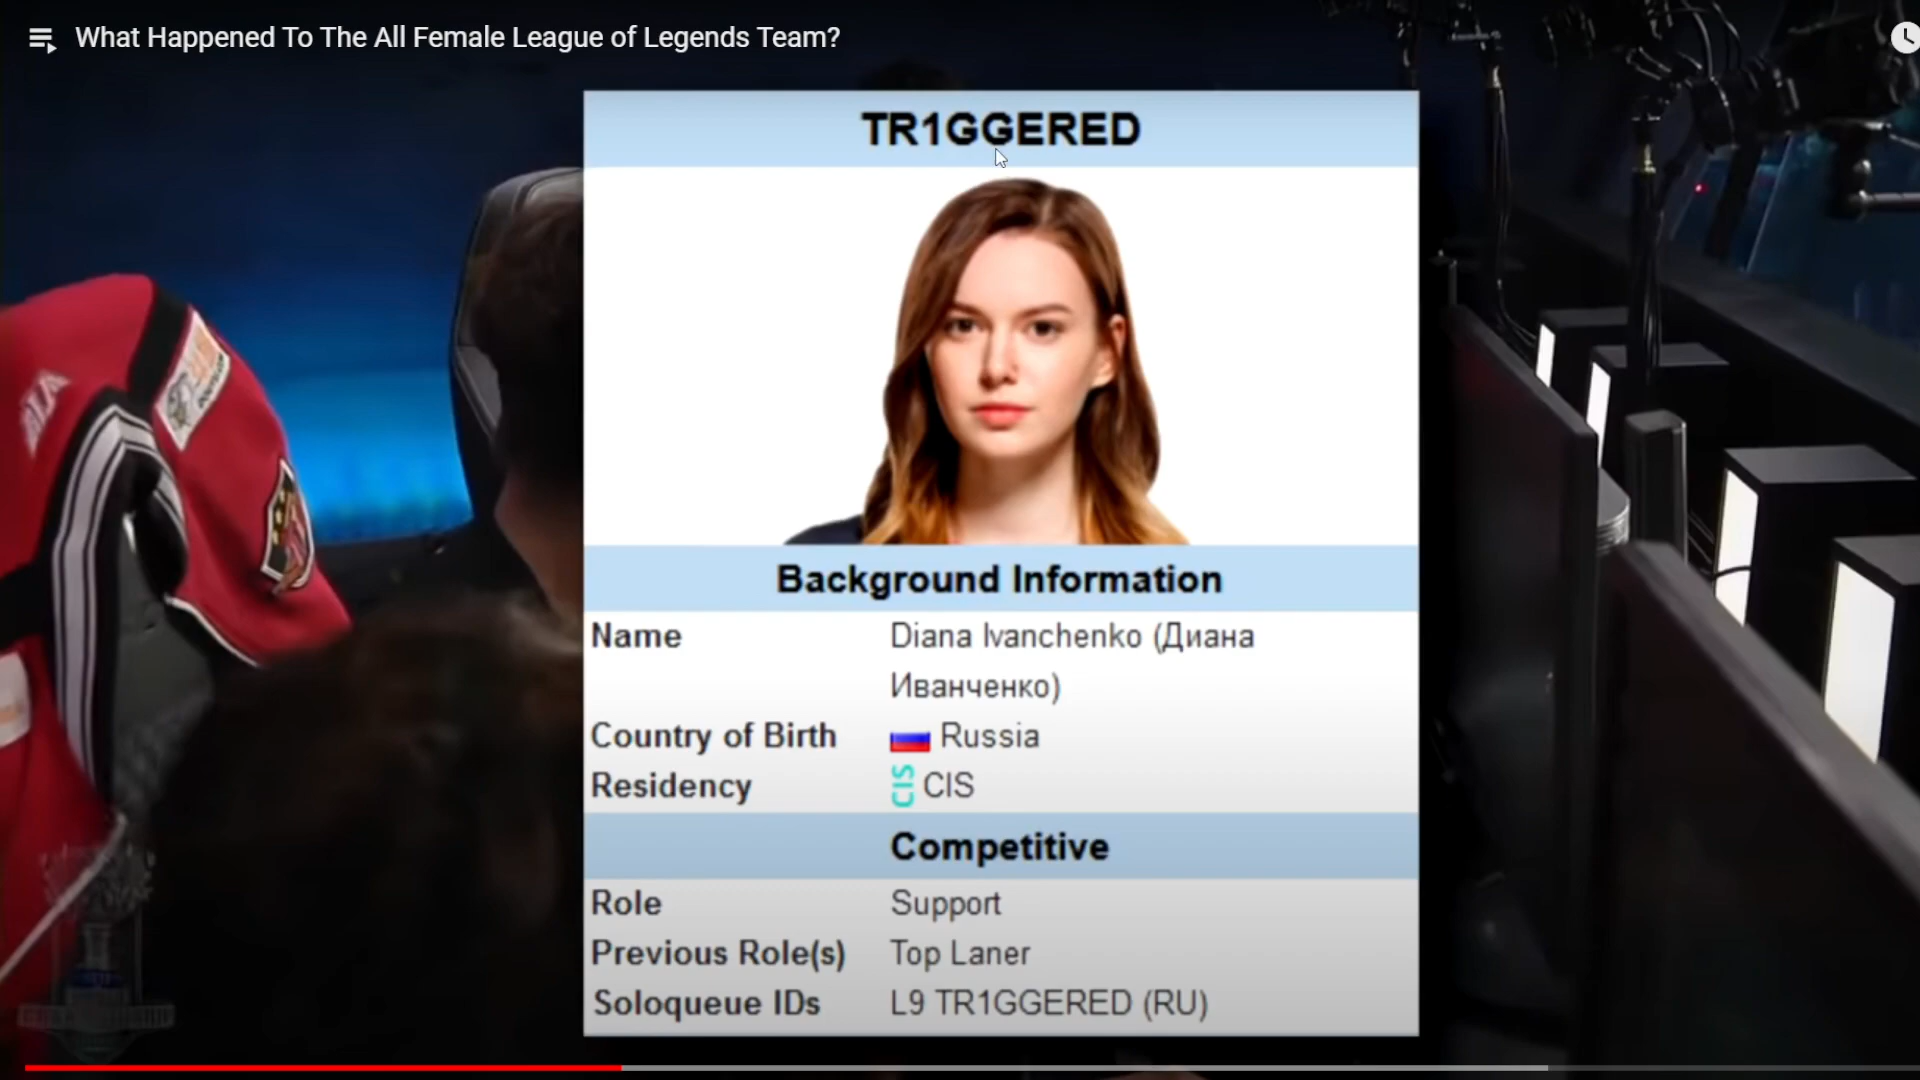 What Happened To The All Female League of Legends Team?
TR1GGERED
Background Information
Name Diana Ivanchenko (Диана
Иванченко)
Country of Birth Russia
Residency CIS CIS
Competitive
Role Support
Previous Role(s) Top Laner
Soloqueue IDs L9 TR1GGERED (RU)